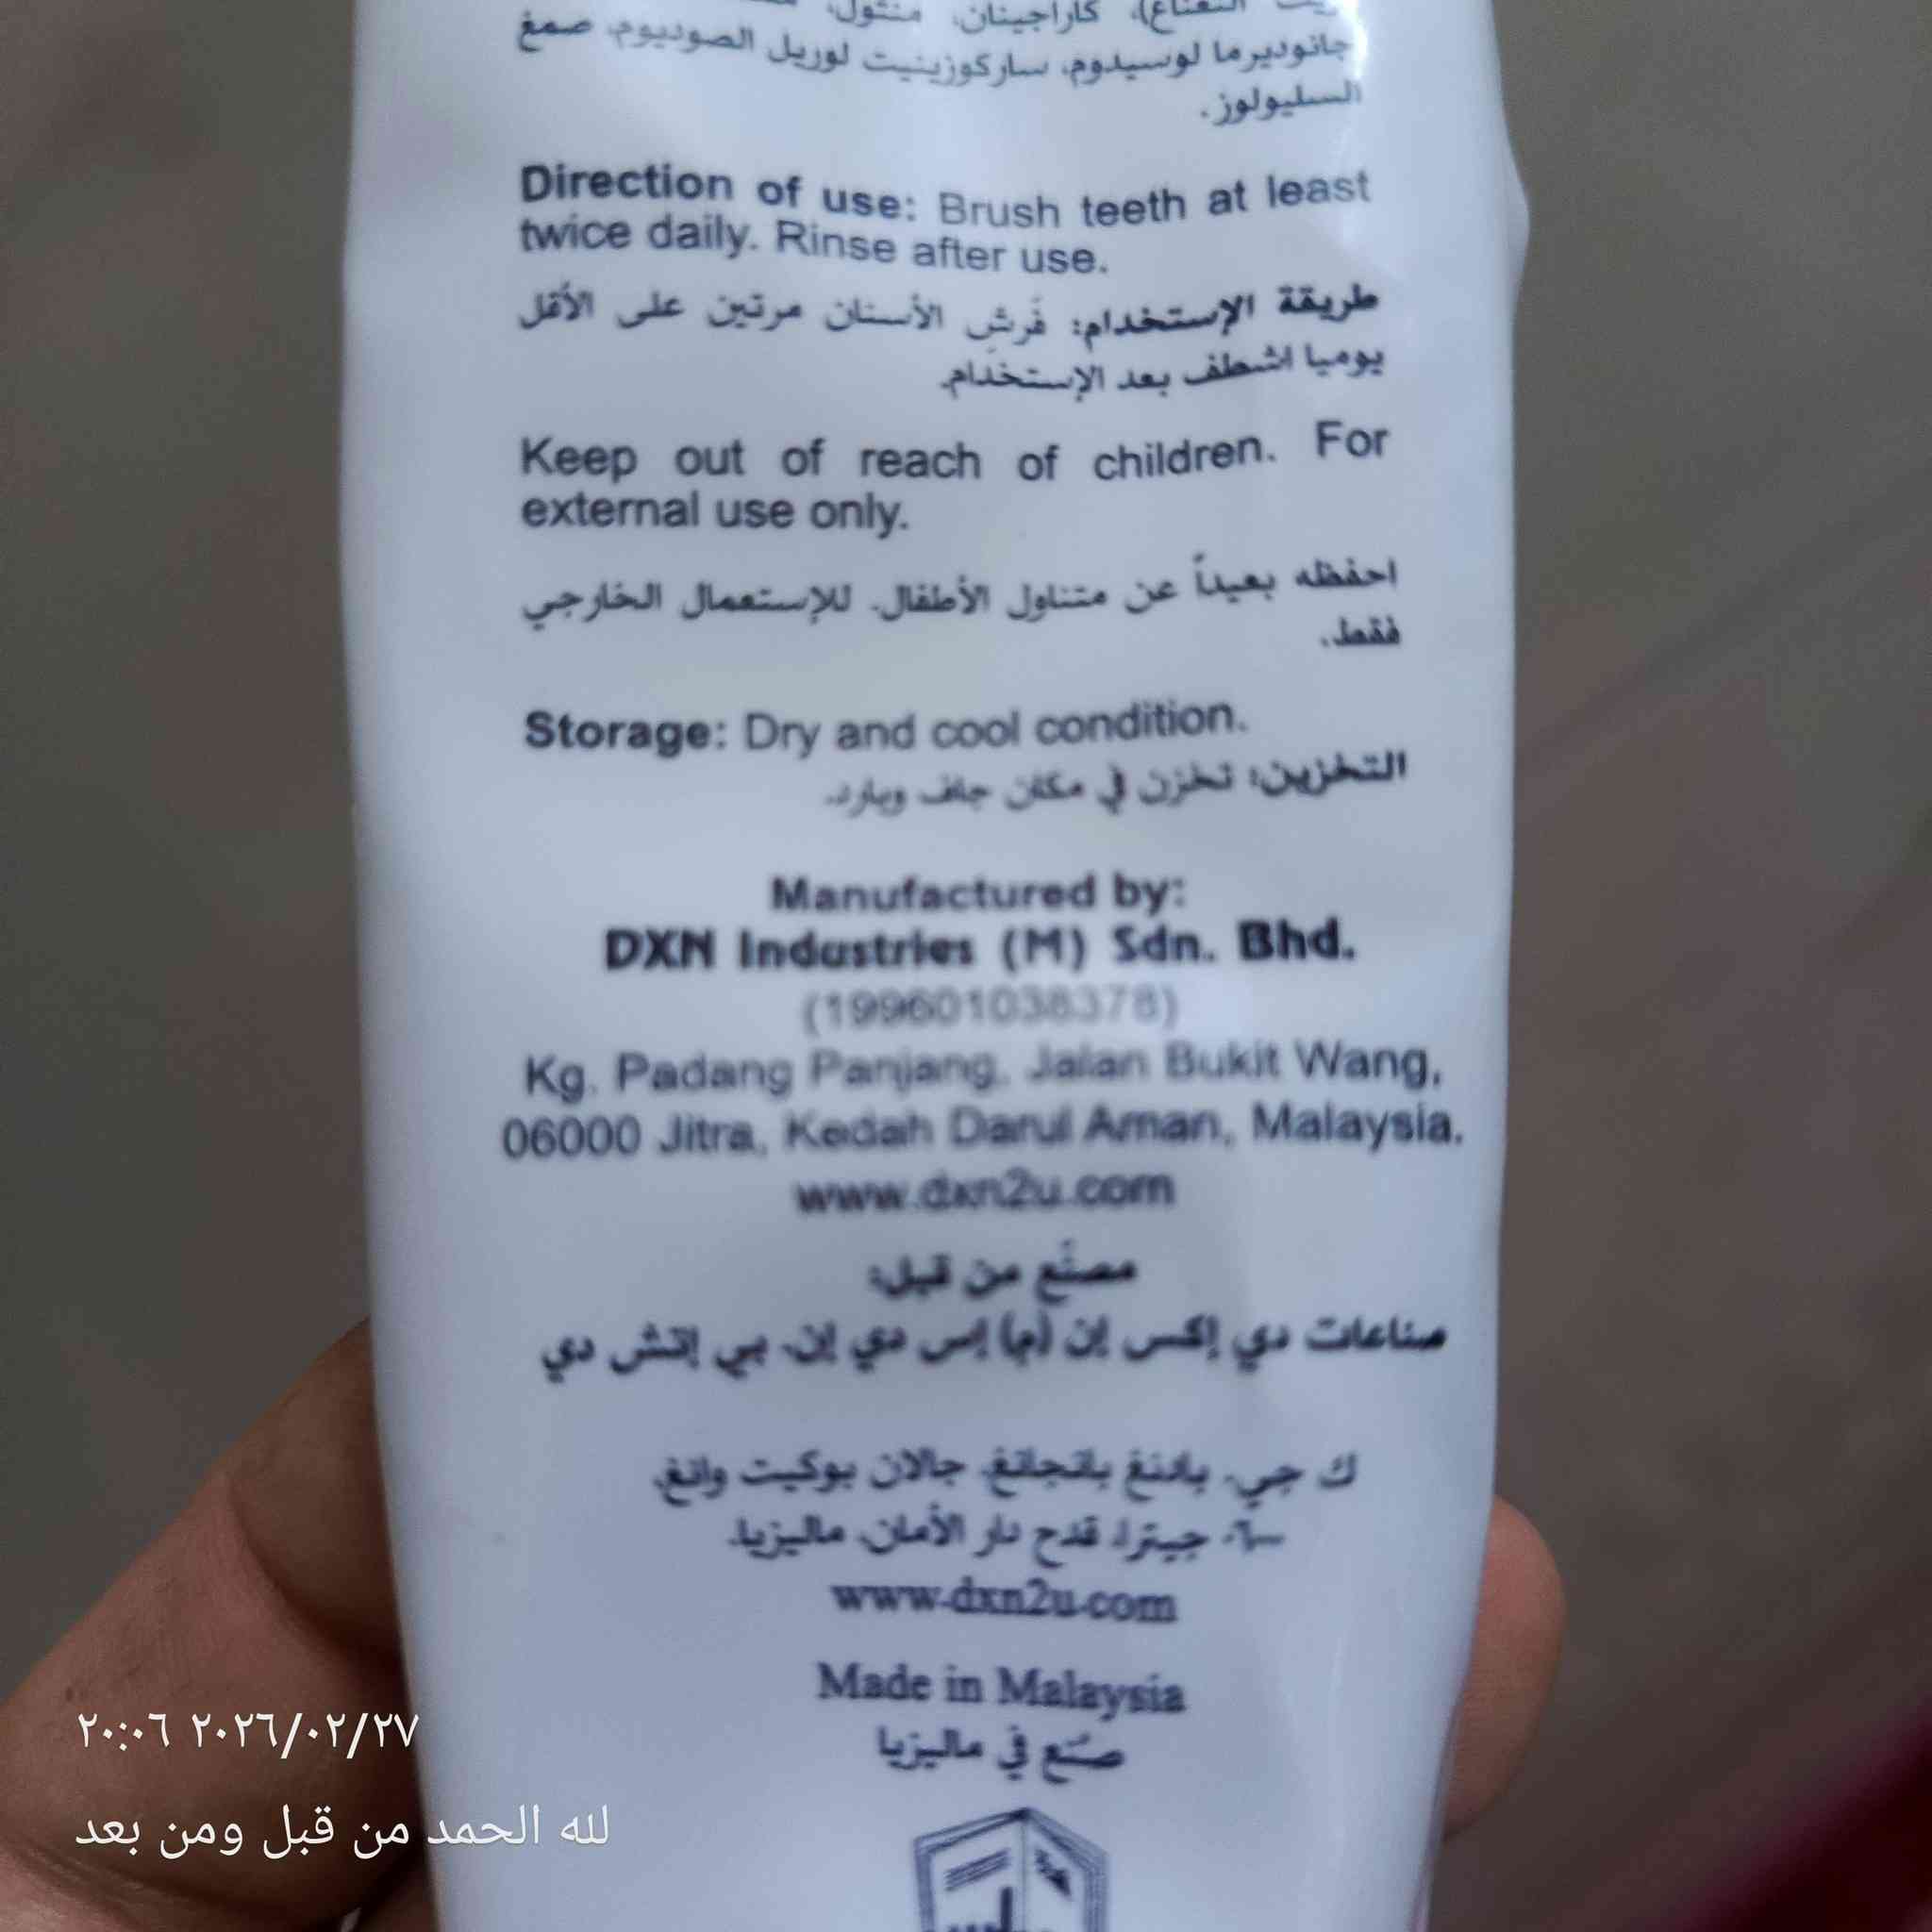 كاراجينان، منثول،
جانوديرما لوسيدوم، ساركوزينيت لوريل الصوديوم، صمغ
السليولوز.
Direction of use: Brush teeth at least
twice daily. Rinse after use.
طريقة الإستخدام: فَرشِ الأسنان مرتين على الأقل
يوميا اشطف بعد الإستخدام.
Keep out of reach of children. For
external use only.
احفظه بعيداً عن متناول الأطفال. للإستعمال الخارجي
فقط.
Storage: Dry and cool condition.
التخزين: تخزن في مكان جاف وبارد.
Manufactured by:
DXN Industries (M) Sdn. Bhd.
(199601038378)
Kg. Padang Panjang, Jalan Bukit Wang,
06000 Jitra, Kedah Darul Aman, Malaysia.
www.dxn2u.com
مصنّع من قبل:
صناعات دي إكس إن (م) إس دي إن. بي إتش دي
ك جي. بادنغ بانجانغ، جالان بوكيت وانغ،
جيترا، قدح دار الأمان، ماليزيا.
www.dxn2u.com
Made in Malaysia
صنّع في ماليزيا
٢٠٢٦/٠٢/٢٧ ٢٠:٠٦
لله الحمد من قبل ومن بعد